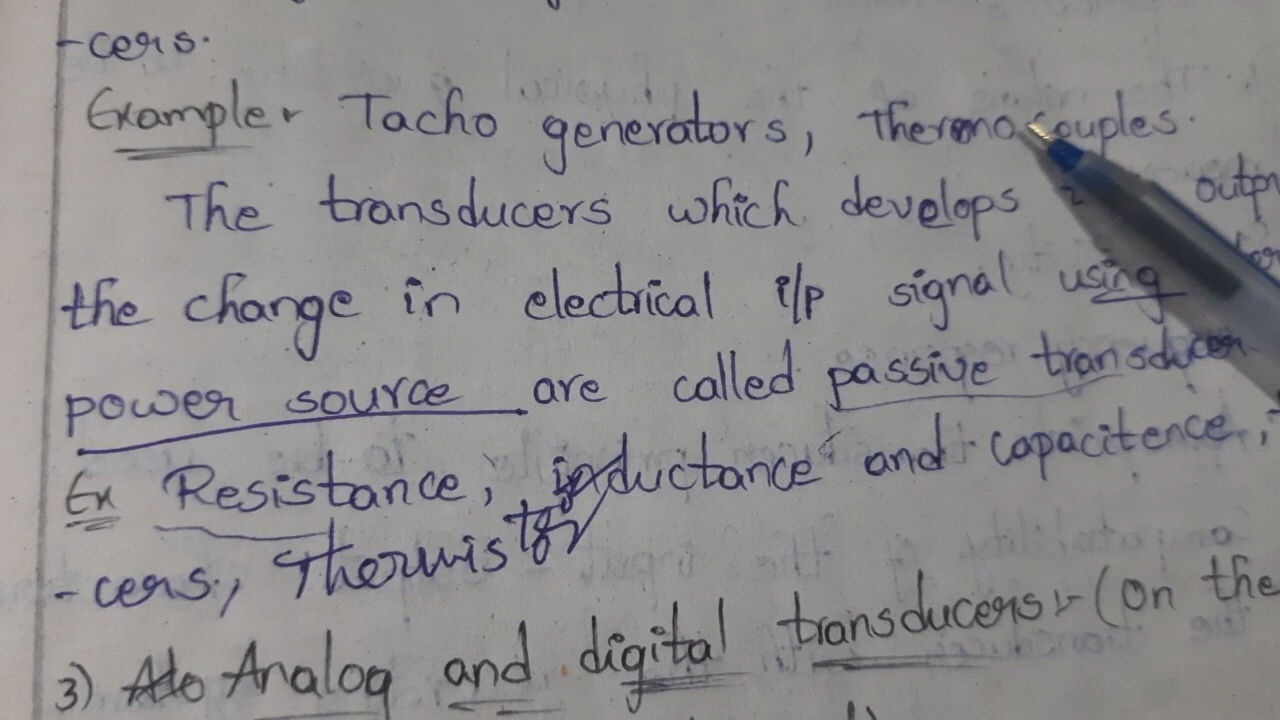 -cers.
Example:- Tacho generators, Thermocouples.
The transducers which develops outp
the change in electrical i/p signal using
power source are called passive transducer
Ex Resistance, inductance and capacitence,
-cers, Thermistor
3) Analog and digital transducers:- (on the